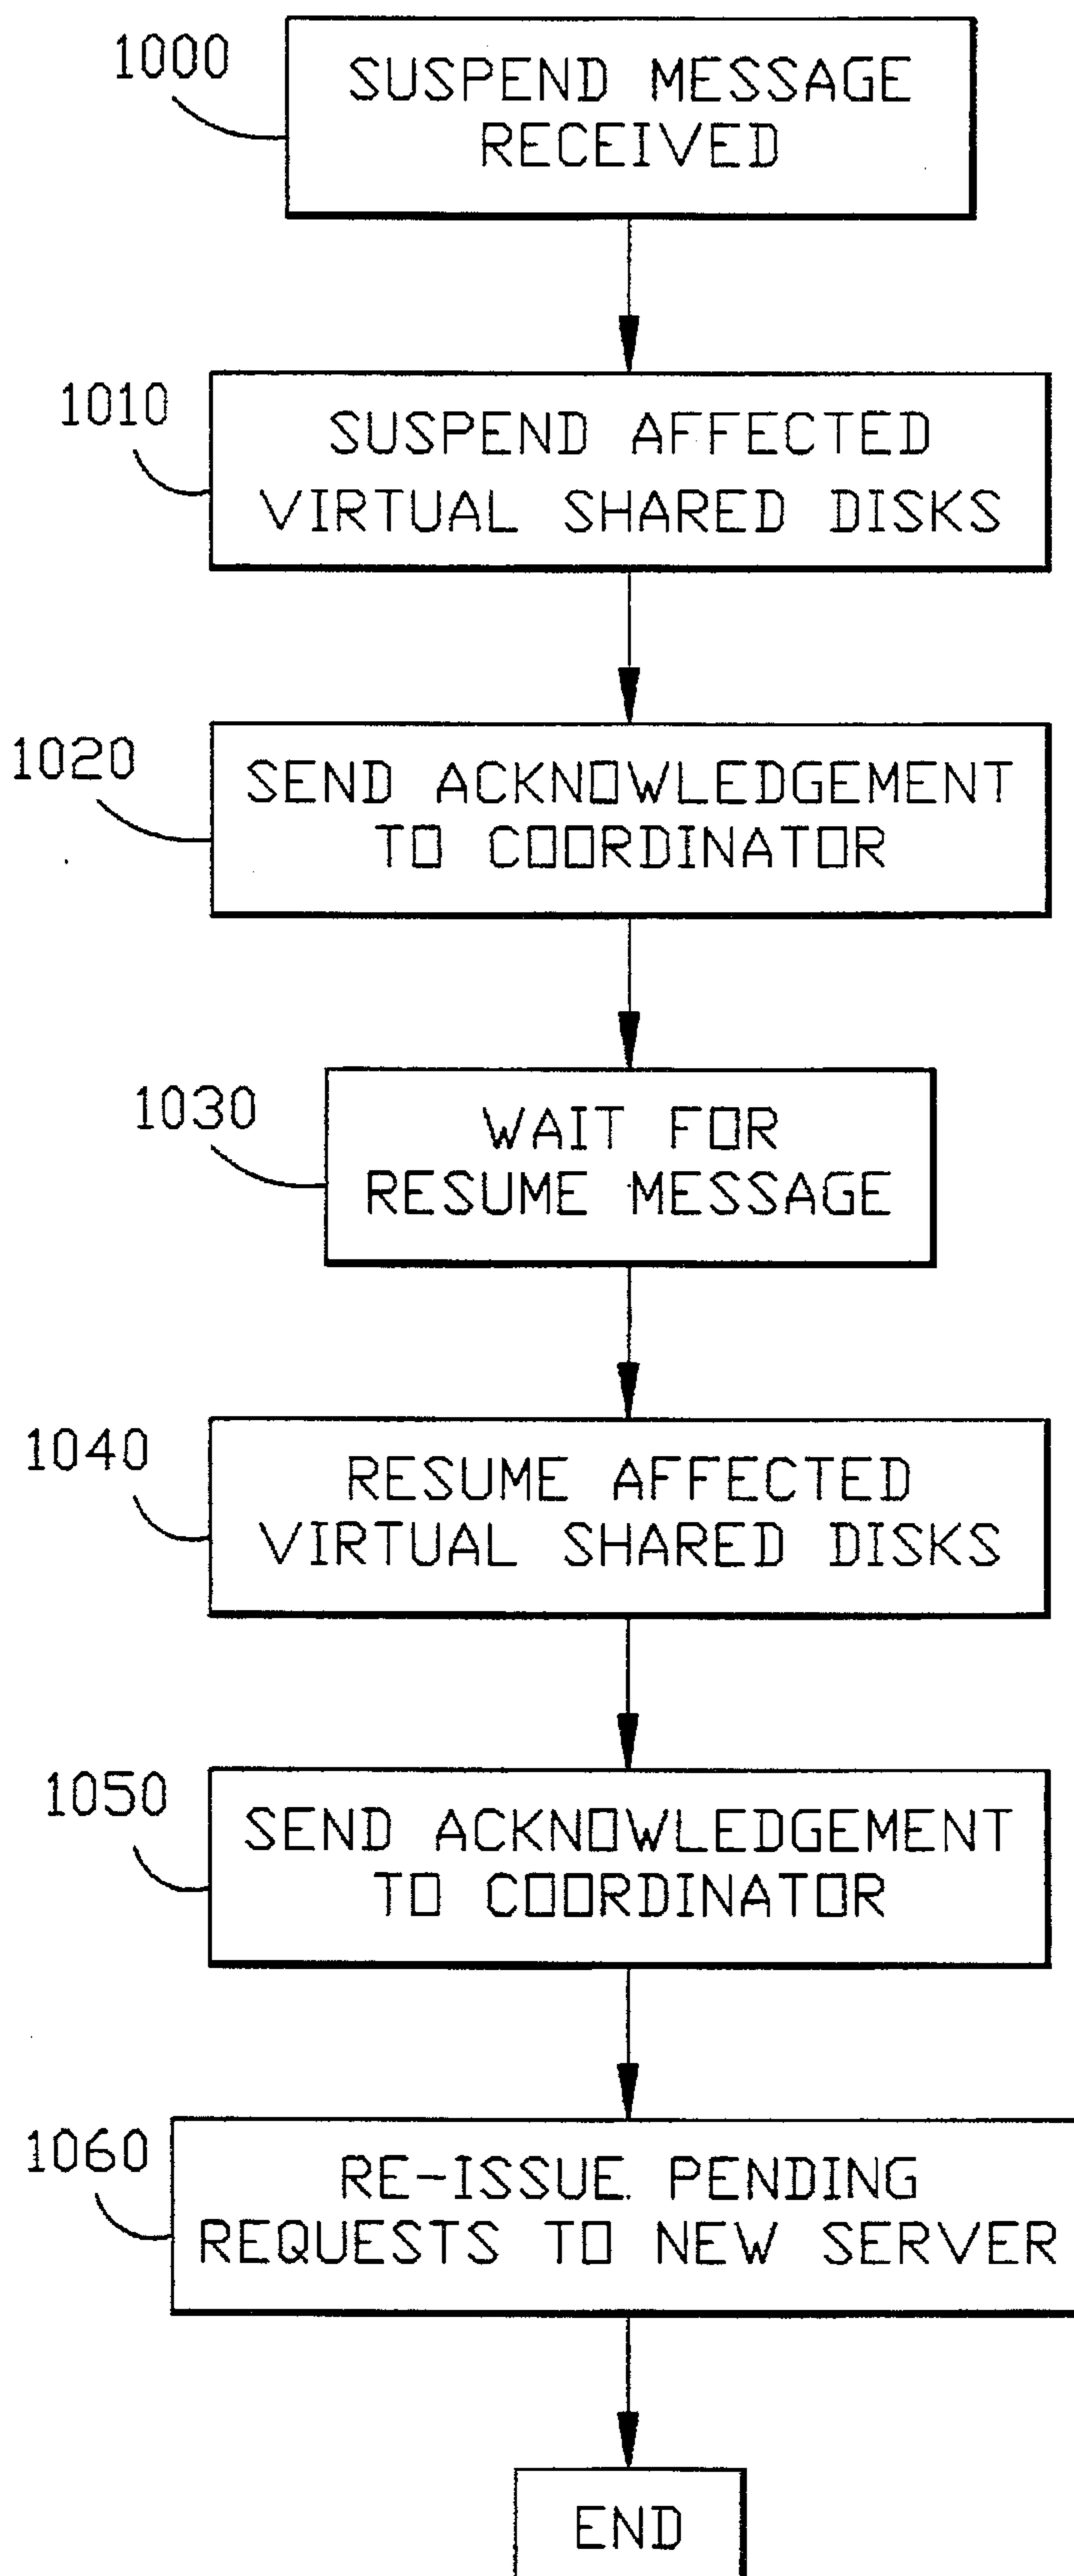 1000
SUSPEND MESSAGE
RECEIVED
1010
SUSPEND AFFECTED
VIRTUAL SHARED DISKS
1020
SEND ACKNOWLEDGEMENT
TO COORDINATOR
1030
WAIT FOR
RESUME MESSAGE
1040
RESUME AFFECTED
VIRTUAL SHARED DISKS
1050
SEND ACKNOWLEDGEMENT
TO COORDINATOR
1060
RE-ISSUE PENDING
REQUESTS TO NEW SERVER
END